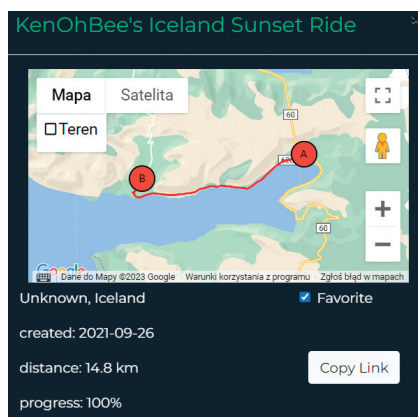 KenOhBee's Iceland Sunset Ride
Mapa Satelita
Teren
60
A
B
60
Google
Dane do Mapy ©2023 Google Warunki korzystania z programu Zgłoś błąd w mapach
Unknown, Iceland
Favorite
created: 2021-09-26
distance: 14.8 km
Copy Link
progress: 100%